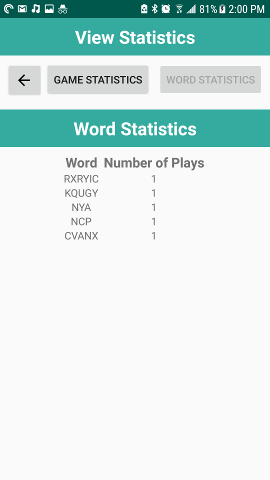 81% 2:00 PM
View Statistics
GAME STATISTICS WORD STATISTICS
Word Statistics
Word Number of Plays
RXRYIC 1
KQUGY 1
NYA 1
NCP 1
CVANX 1